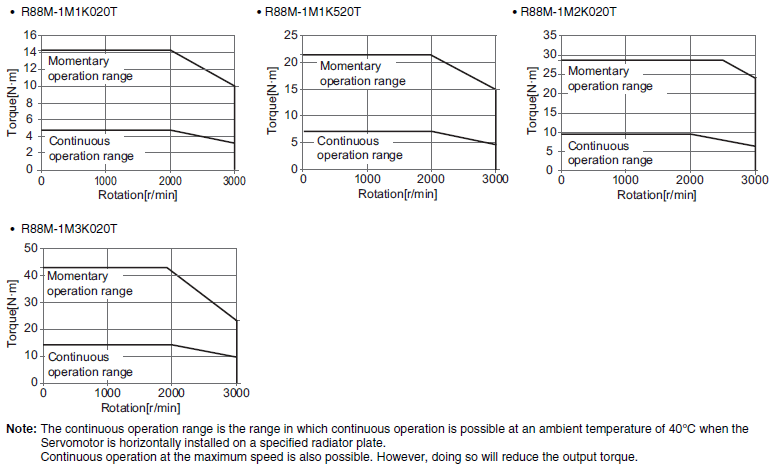 • R88M-1M1K020T
16
14
12
10
8
6
4
2
0
Torque[N·m]
Momentary
operation range
Continuous
operation range
0 1000 2000 3000
Rotation[r/min]
• R88M-1M1K520T
25
20
15
10
5
0
Torque[N·m]
Momentary
operation range
Continuous
operation range
0 1000 2000 3000
Rotation[r/min]
• R88M-1M2K020T
35
30
25
20
15
10
5
0
Torque[N·m]
Momentary
operation range
Continuous
operation range
0 1000 2000 3000
Rotation[r/min]
• R88M-1M3K020T
50
40
30
20
10
0
Torque[N·m]
Momentary
operation range
Continuous
operation range
0 1000 2000 3000
Rotation[r/min]
Note: The continuous operation range is the range in which continuous operation is possible at an ambient temperature of 40°C when the
Servomotor is horizontally installed on a specified radiator plate.
Continuous operation at the maximum speed is also possible. However, doing so will reduce the output torque.